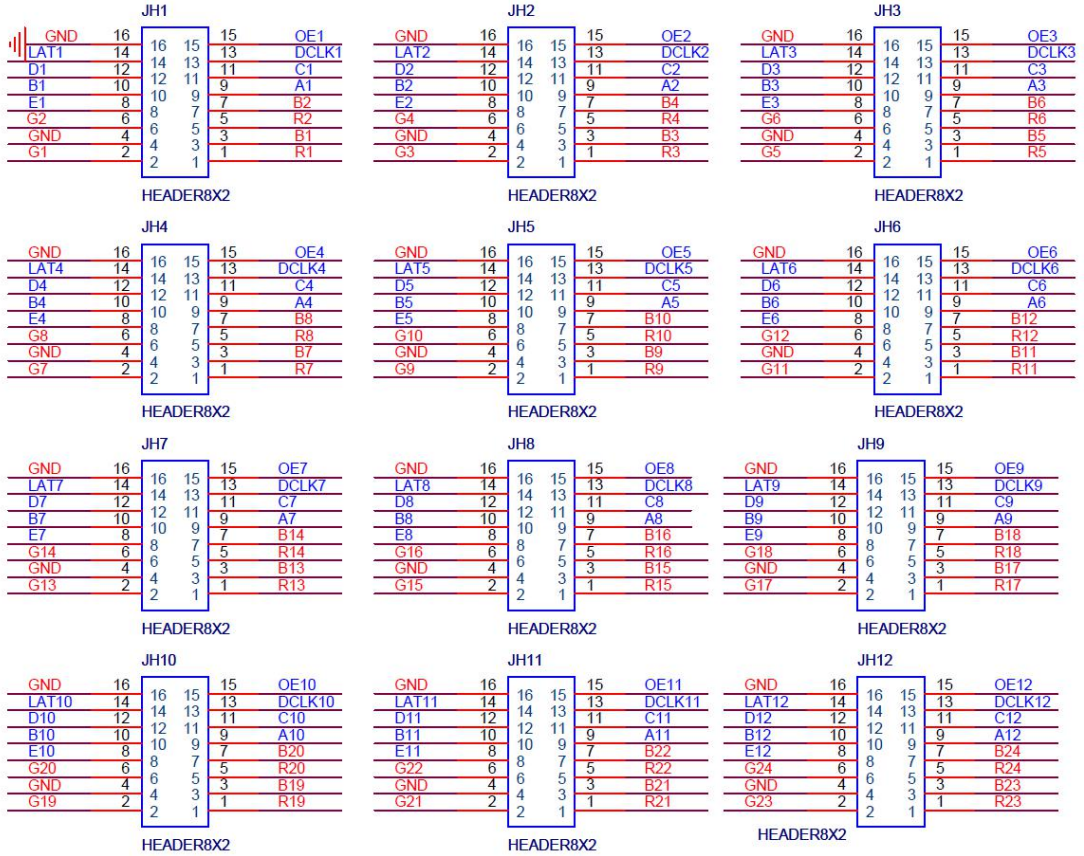 JH1 JH2 JH3
GND 16 16 15 15 OE1 GND 16 16 15 15 OE2 GND 16 16 15 15 OE3
LAT1 14 14 13 13 DCLK1 LAT2 14 14 13 13 DCLK2 LAT3 14 14 13 13 DCLK3
D1 12 12 11 11 C1 D2 12 12 11 11 C2 D3 12 12 11 11 C3
B1 10 10 9 9 A1 B2 10 10 9 9 A2 B3 10 10 9 9 A3
E1 8 8 7 7 B2 E2 8 8 7 7 B4 E3 8 8 7 7 B6
G2 6 6 5 5 R2 G4 6 6 5 5 R4 G6 6 6 5 5 R6
GND 4 4 3 3 B1 GND 4 4 3 3 B3 GND 4 4 3 3 B5
G1 2 2 1 1 R1 G3 2 2 1 1 R3 G5 2 2 1 1 R5
HEADER8X2 HEADER8X2 HEADER8X2
JH4 JH5 JH6
GND 16 16 15 15 OE4 GND 16 16 15 15 OE5 GND 16 16 15 15 OE6
LAT4 14 14 13 13 DCLK4 LAT5 14 14 13 13 DCLK5 LAT6 14 14 13 13 DCLK6
D4 12 12 11 11 C4 D5 12 12 11 11 C5 D6 12 12 11 11 C6
B4 10 10 9 9 A4 B5 10 10 9 9 A5 B6 10 10 9 9 A6
E4 8 8 7 7 B8 E5 8 8 7 7 B10 E6 8 8 7 7 B12
G8 6 6 5 5 R8 G10 6 6 5 5 R10 G12 6 6 5 5 R12
GND 4 4 3 3 B7 GND 4 4 3 3 B9 GND 4 4 3 3 B11
G7 2 2 1 1 R7 G9 2 2 1 1 R9 G11 2 2 1 1 R11
HEADER8X2 HEADER8X2 HEADER8X2
JH7 JH8 JH9
GND 16 16 15 15 OE7 GND 16 16 15 15 OE8 GND 16 16 15 15 OE9
LAT7 14 14 13 13 DCLK7 LAT8 14 14 13 13 DCLK8 LAT9 14 14 13 13 DCLK9
D7 12 12 11 11 C7 D8 12 12 11 11 C8 D9 12 12 11 11 C9
B7 10 10 9 9 A7 B8 10 10 9 9 A8 B9 10 10 9 9 A9
E7 8 8 7 7 B14 E8 8 8 7 7 B16 E9 8 8 7 7 B18
G14 6 6 5 5 R14 G16 6 6 5 5 R16 G18 6 6 5 5 R18
GND 4 4 3 3 B13 GND 4 4 3 3 B15 GND 4 4 3 3 B17
G13 2 2 1 1 R13 G15 2 2 1 1 R15 G17 2 2 1 1 R17
HEADER8X2 HEADER8X2 HEADER8X2
JH10 JH11 JH12
GND 16 16 15 15 OE10 GND 16 16 15 15 OE11 GND 16 16 15 15 OE12
LAT10 14 14 13 13 DCLK10 LAT11 14 14 13 13 DCLK11 LAT12 14 14 13 13 DCLK12
D10 12 12 11 11 C10 D11 12 12 11 11 C11 D12 12 12 11 11 C12
B10 10 10 9 9 A10 B11 10 10 9 9 A11 B12 10 10 9 9 A12
E10 8 8 7 7 B20 E11 8 8 7 7 B22 E12 8 8 7 7 B24
G20 6 6 5 5 R20 G22 6 6 5 5 R22 G24 6 6 5 5 R24
GND 4 4 3 3 B19 GND 4 4 3 3 B21 GND 4 4 3 3 B23
G19 2 2 1 1 R19 G21 2 2 1 1 R21 G23 2 2 1 1 R23
HEADER8X2 HEADER8X2 HEADER8X2